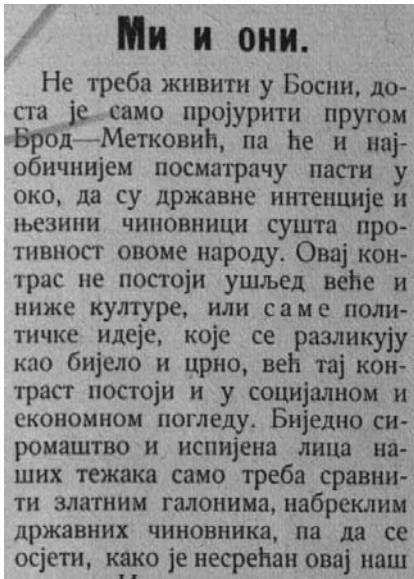 Ми и они.
Не треба живити у Босни, до-
ста је само пројурити пругом
Брод—Метковић, па ће и нај-
обичнијем посматрачу пасти у
око, да су државне интенције и
њезини чиновници сушта про-
тивност овоме народу. Овај кон-
трас не постоји ушљед веће и
ниже културе, или саме поли-
тичке идеје, које се разликују
као бијело и црно, већ тај кон-
траст постоји и у социјалном и
економном погледу. Биједно си-
ромаштво и испијена лица на-
ших тежака само треба сравни-
ти златним галонима, набреклим
државних чиновника, па да се
осјети, како је несрећан овај наш